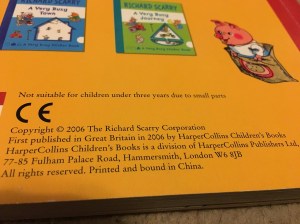 RICHARD SCARRY
A Very Busy
Town
RICHARD SCARRY
A Very Busy
Journey
Not suitable for children under three years due to small parts.
CE
Copyright © 2006 The Richard Scarry Corporation
First published in Great Britain in 2006 by HarperCollins Children's Books
HarperCollins Children's Books is a division of HarperCollins Publishers Ltd,
77-85 Fulham Palace Road, Hammersmith, London W6 8JB
All rights reserved. Printed and bound in China.